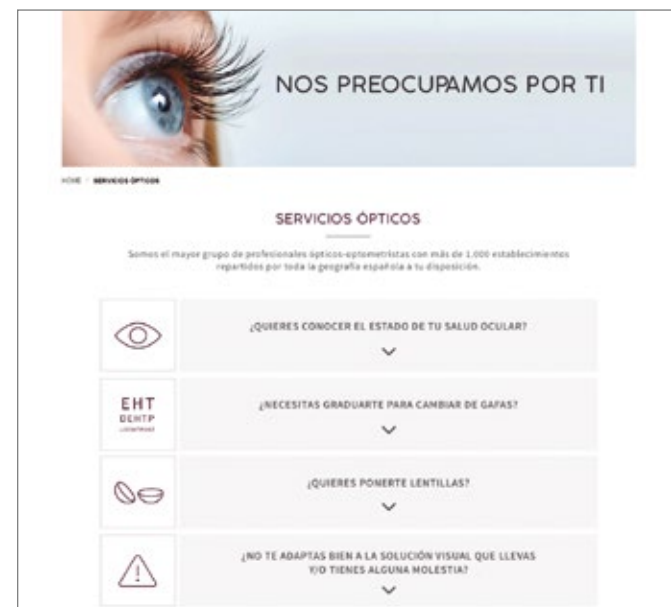 NOS PREOCUPAMOS POR TI
HOME / SERVICIOS ÓPTICOS
SERVICIOS ÓPTICOS
Somos el mayor grupo de profesionales ópticos-optometristas con más de 1.000 establecimientos
repartidos por toda la geografía española a tu disposición.
¿QUIERES CONOCER EL ESTADO DE TU SALUD OCULAR?
EHT
DEHTP
¿NECESITAS GRADUARTE PARA CAMBIAR DE GAFAS?
¿QUIERES PONERTE LENTILLAS?
¿NO TE ADAPTAS BIEN A LA SOLUCIÓN VISUAL QUE LLEVAS
Y/O TIENES ALGUNA MOLESTIA?